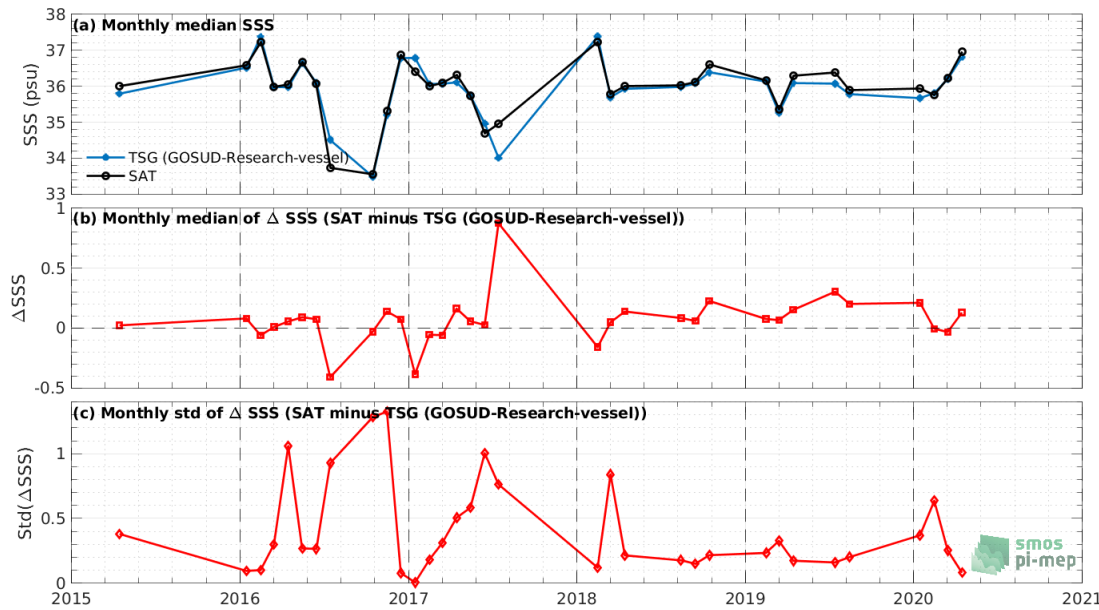 (a) Monthly median SSS
38
37
36
35
34
33
SSS (psu)
TSG (GOSUD-Research-vessel)
SAT
(b) Monthly median of Δ SSS (SAT minus TSG (GOSUD-Research-vessel))
1
0.5
0
-0.5
ΔSSS
(c) Monthly std of Δ SSS (SAT minus TSG (GOSUD-Research-vessel))
1
0.5
0
Std(ΔSSS)
smos
pi-mep
2015 2016 2017 2018 2019 2020 2021